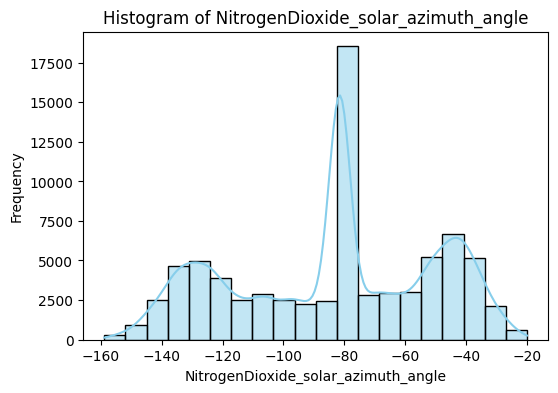 Histogram of NitrogenDioxide_solar_azimuth_angle
Frequency
17500
15000
12500
10000
7500
5000
2500
0
−160 −140 −120 −100 −80 −60 −40 −20
NitrogenDioxide_solar_azimuth_angle